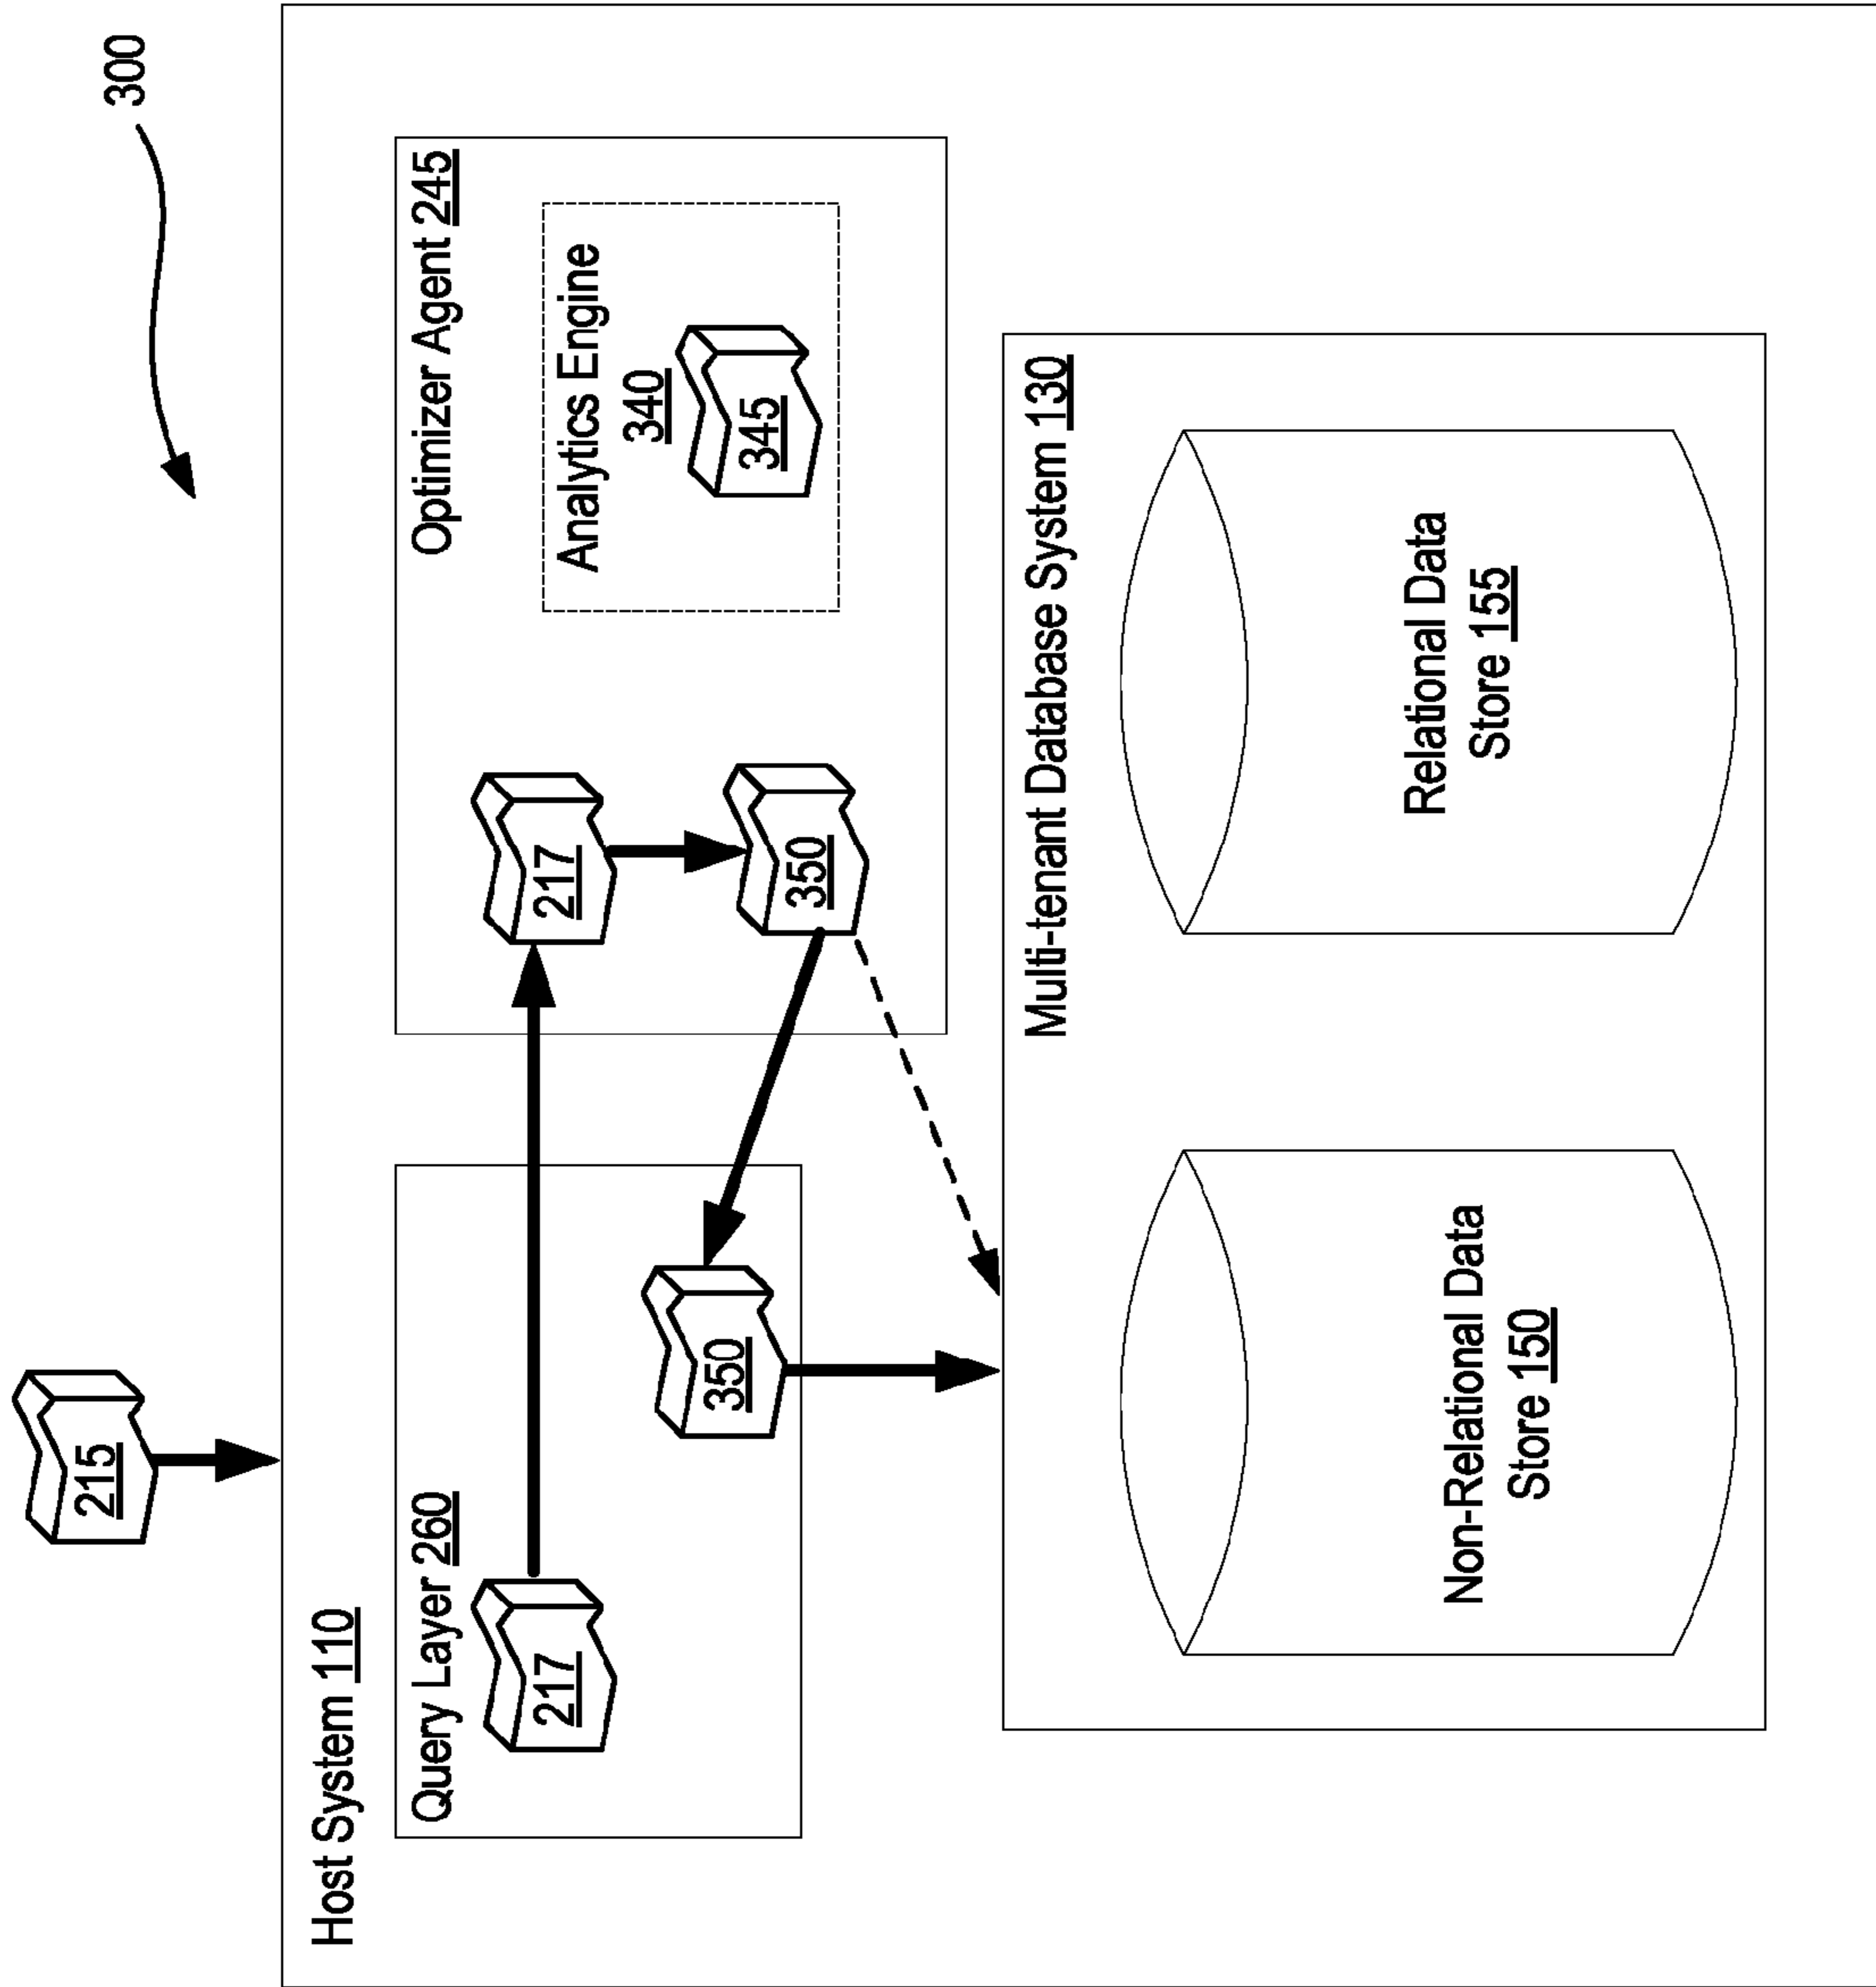 300
215
Host System 110
Query Layer 260
217
350
Optimizer Agent 245
217
350
Analytics Engine
340
345
Multi-tenant Database System 130
Non-Relational Data
Store 150
Relational Data
Store 155